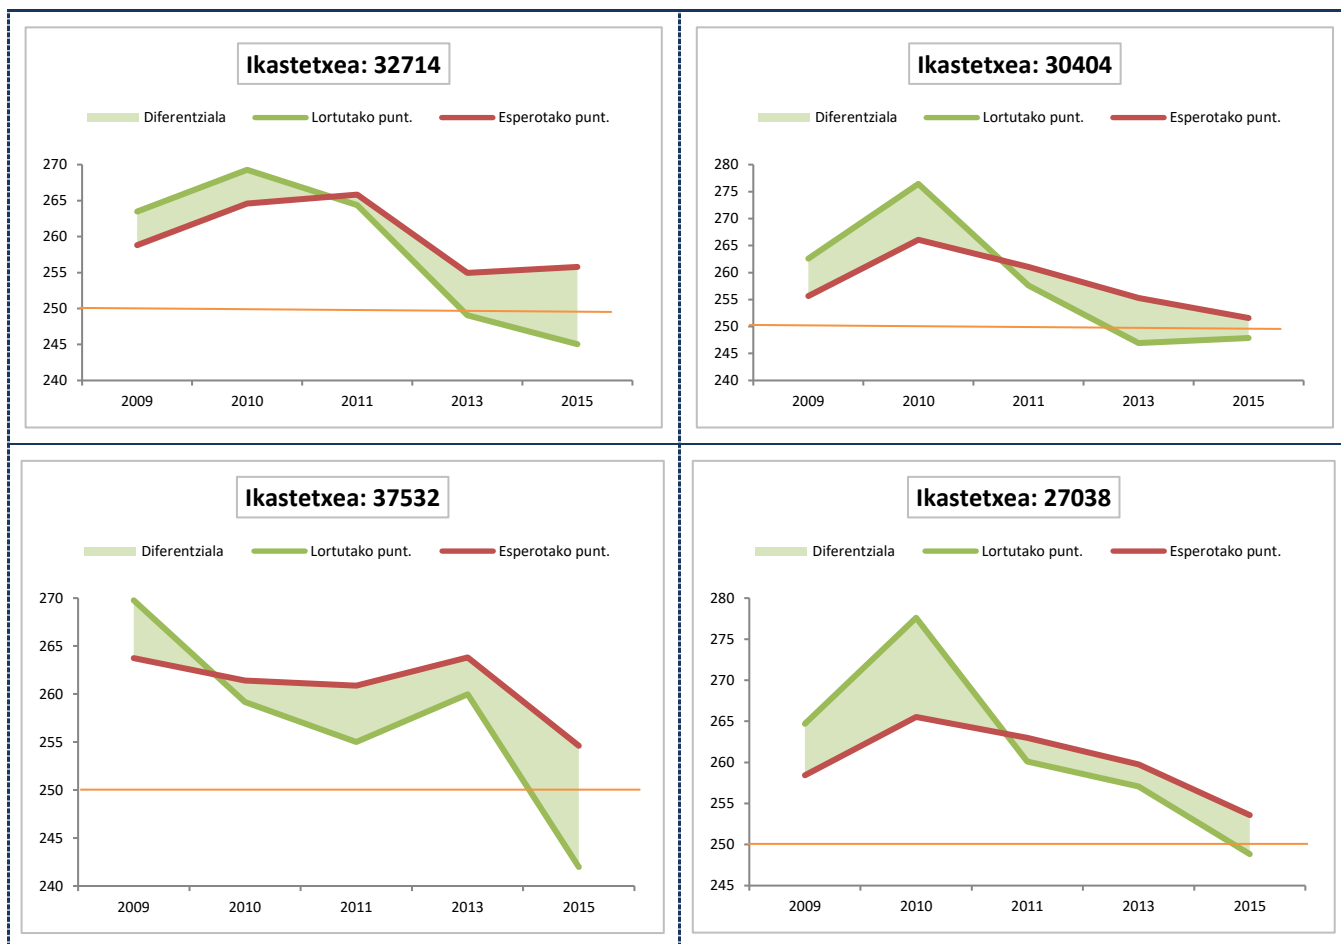 Ikastetxea: 32714
Diferentziala Lortutako punt. Esperotako punt.
270
265
260
255
250
245
240
2009 2010 2011 2013 2015
Ikastetxea: 30404
Diferentziala Lortutako punt. Esperotako punt.
280
275
270
265
260
255
250
245
240
2009 2010 2011 2013 2015
Ikastetxea: 37532
Diferentziala Lortutako punt. Esperotako punt.
270
265
260
255
250
245
240
2009 2010 2011 2013 2015
Ikastetxea: 27038
Diferentziala Lortutako punt. Esperotako punt.
280
275
270
265
260
255
250
245
2009 2010 2011 2013 2015